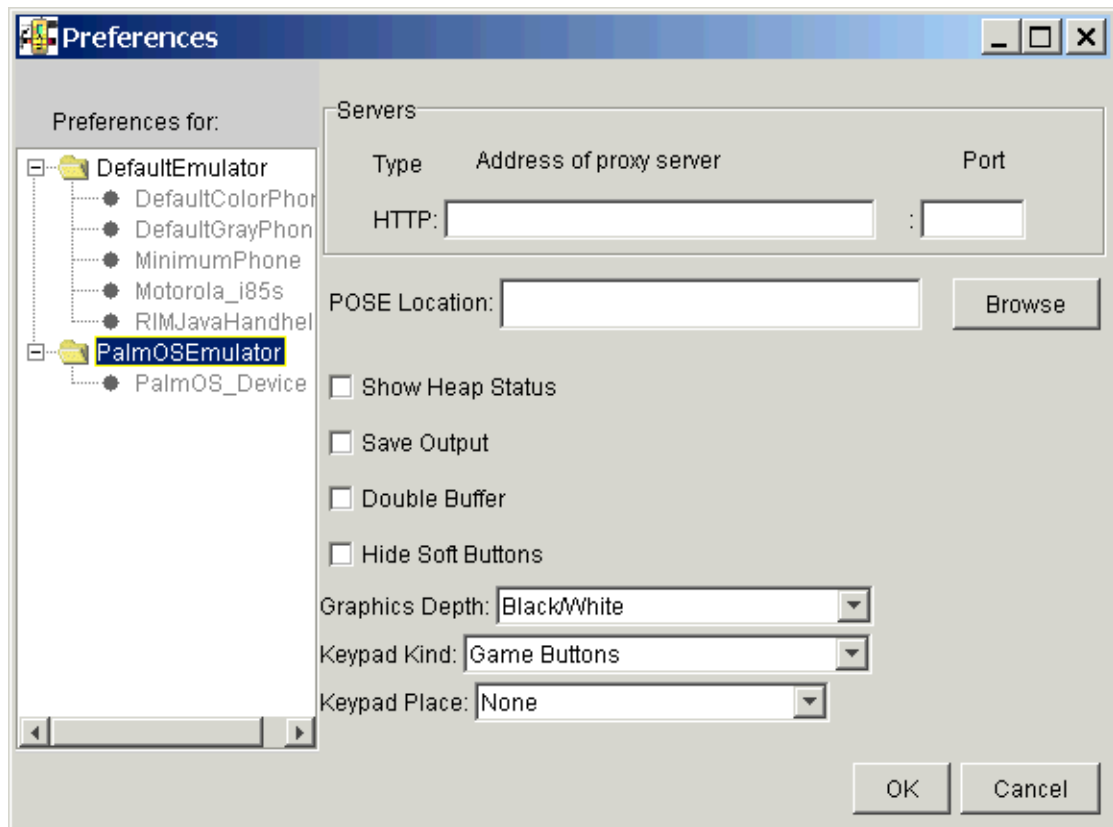 Preferences
Preferences for:
DefaultEmulator
DefaultColorPhon
DefaultGrayPhon
MinimumPhone
Motorola_i85s
RIMJavaHandhel
PalmOSEmulator
PalmOS_Device
Servers
Type Address of proxy server Port
HTTP: :
POSE Location: Browse
Show Heap Status
Save Output
Double Buffer
Hide Soft Buttons
Graphics Depth: Black/White
Keypad Kind: Game Buttons
Keypad Place: None
OK Cancel